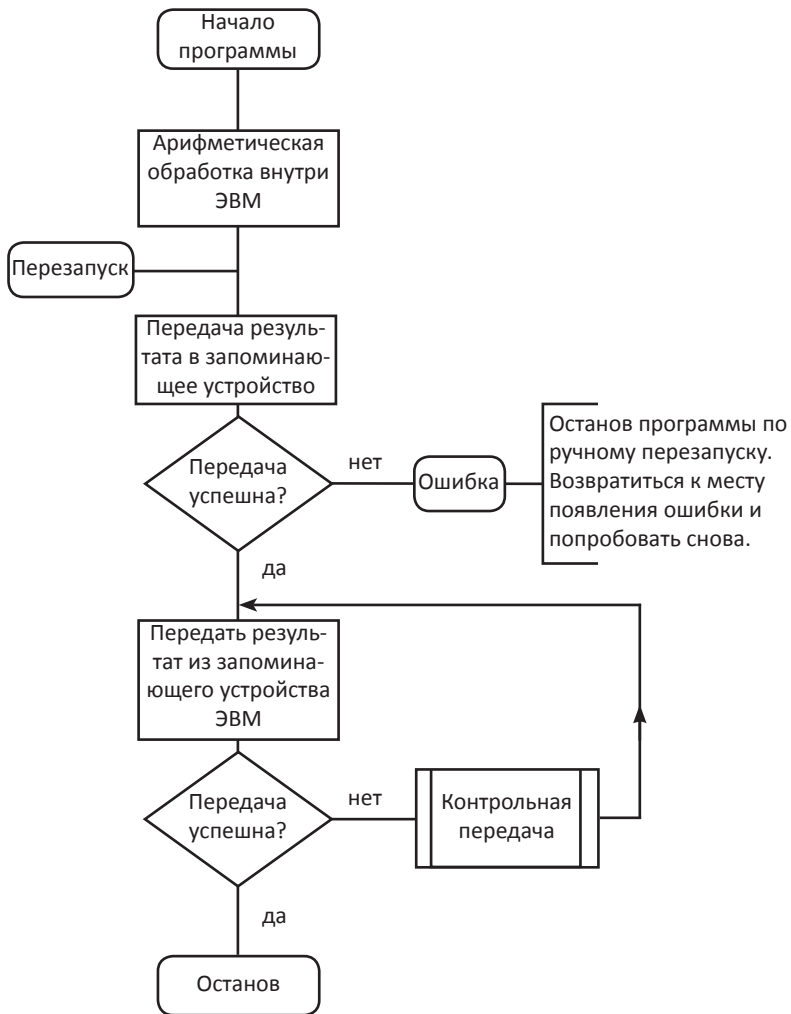 Начало
программы
Арифметическая
обработка внутри
ЭВМ
Перезапуск
Передача резуль-
тата в запоминаю-
щее устройство
Передача
успешна?
нет
Ошибка
Останов программы по
ручному перезапуску.
Возвратиться к месту
появления ошибки и
попробовать снова.
да
Передать резуль-
тат из запомина-
ющего устройства
ЭВМ
Передача
успешна?
нет
Контрольная
передача
да
Останов